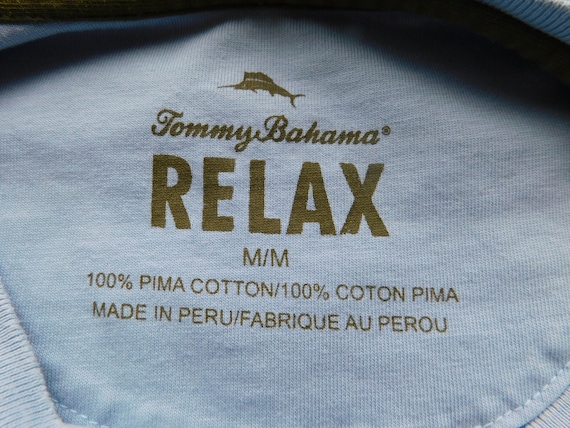 Tommy Bahama®
RELAX
M/M
100% PIMA COTTON/100% COTON PIMA
MADE IN PERU/FABRIQUE AU PEROU